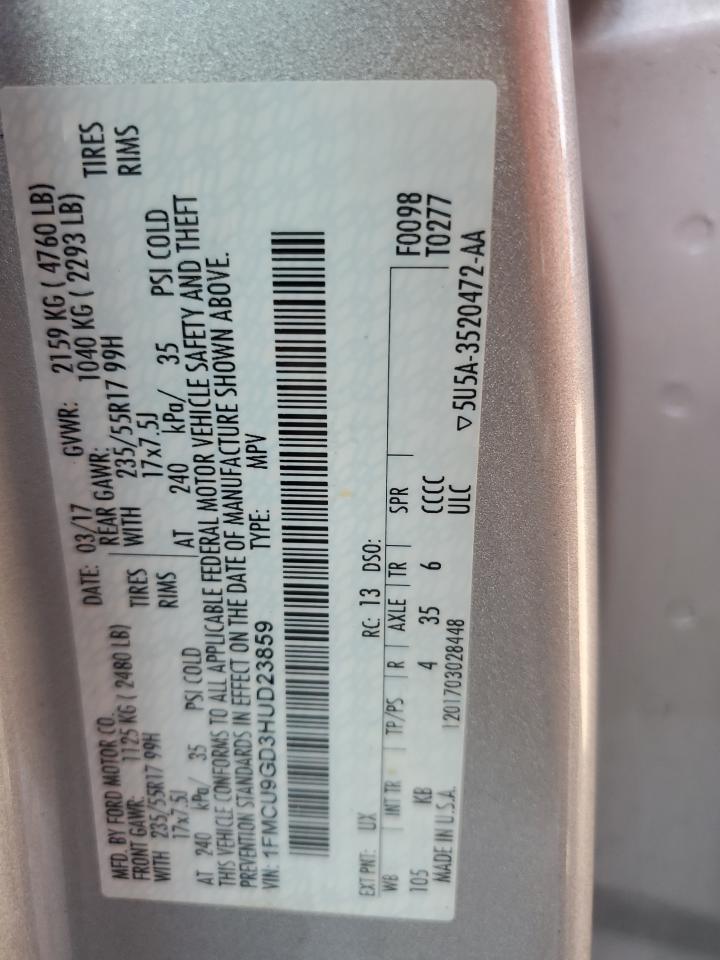 MFD. BY FORD MOTOR CO.
DATE: 03/17 GVWR: 2159 KG ( 4760 LB)
FRONT GAWR: 1125 KG ( 2480 LB) REAR GAWR: 1040 KG ( 2293 LB)
WITH 235/55R17 99H TIRES WITH 235/55R17 99H TIRES
17x7.5J RIMS 17x7.5J RIMS
AT 240 kPa/ 35 PSI COLD AT 240 kPa/ 35 PSI COLD
THIS VEHICLE CONFORMS TO ALL APPLICABLE FEDERAL MOTOR VEHICLE SAFETY AND THEFT
PREVENTION STANDARDS IN EFFECT ON THE DATE OF MANUFACTURE SHOWN ABOVE.
VIN: 1FMCU9GD3HUD23859 TYPE: MPV
EXT PNT: UX RC: 13 DSO:
WB INT TR TP/PS R AXLE TR SPR F0098
105 KB 4 35 6 CCCC T0277
MADE IN U.S.A. 1201703028448 ULC ▽5U5A-3520472-AA